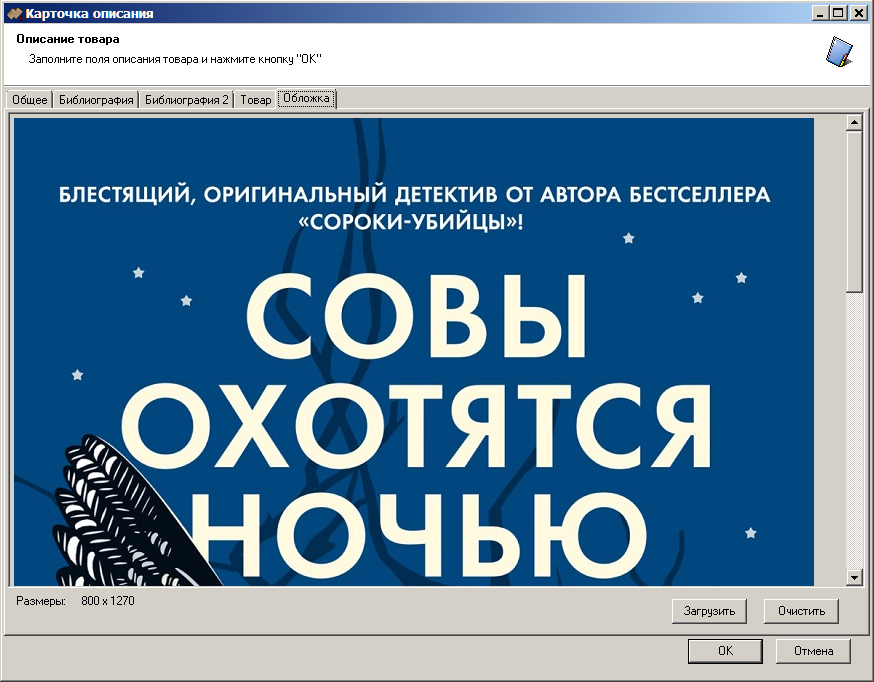 Карточка описания
Описание товара
Заполните поля описания товара и нажмите кнопку "ОК"
Общее Библиография Библиография 2 Товар Обложка
БЛЕСТЯЩИЙ, ОРИГИНАЛЬНЫЙ ДЕТЕКТИВ ОТ АВТОРА БЕСТСЕЛЛЕРА
«СОРОКИ-УБИЙЦЫ»!
СОВЫ
ОХОТЯТСЯ
НОЧЬЮ
Размеры: 800 x 1270
Загрузить Очистить
ОК Отмена